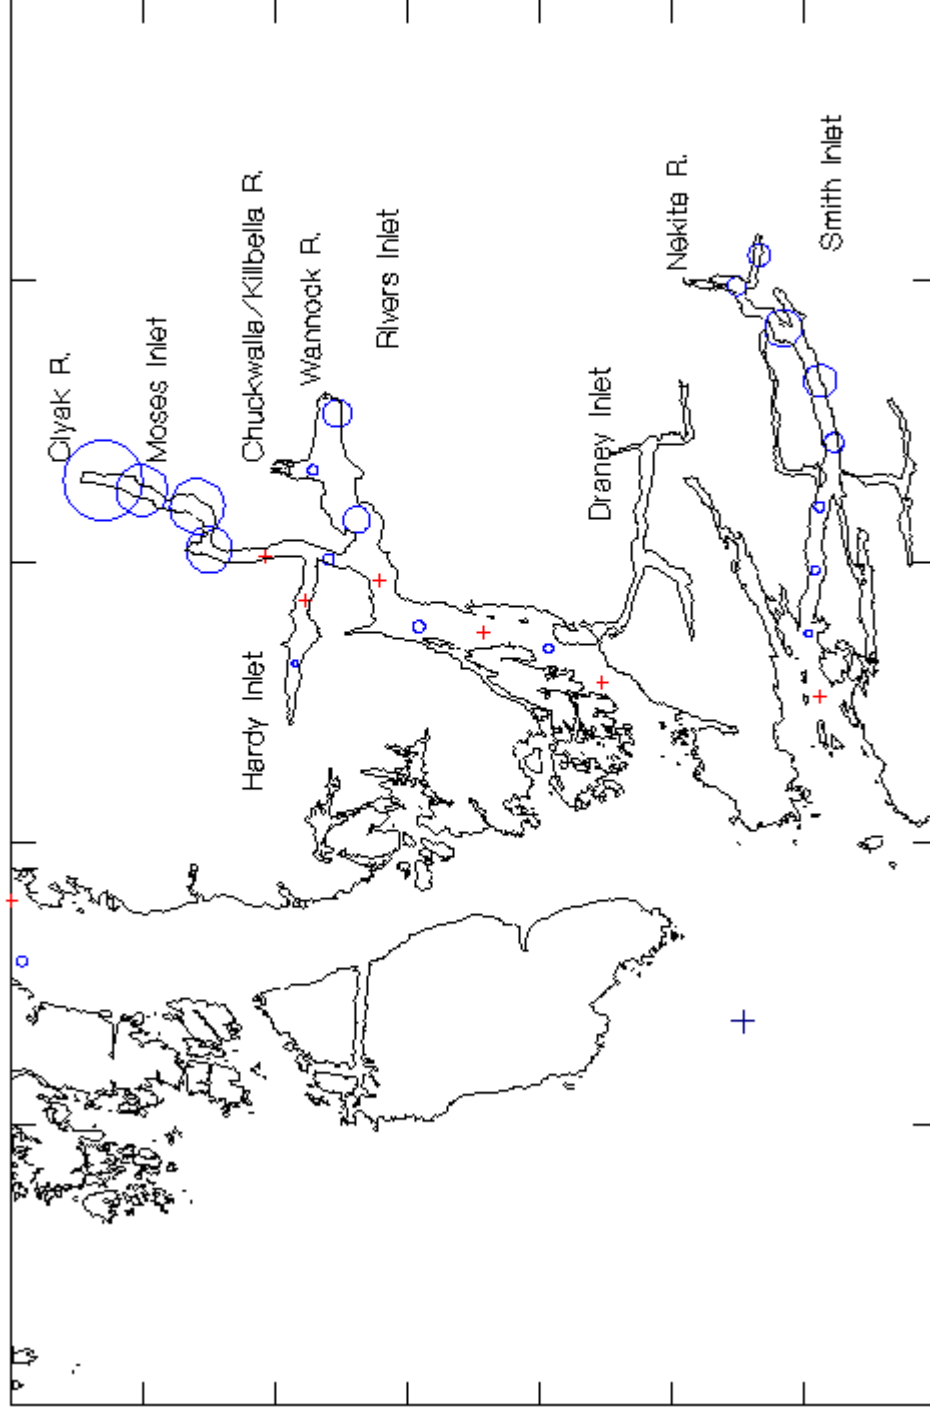 Clyak R.
Moses Inlet
Chuckwalla/Killbella R.
Wannock R.
Rivers Inlet
Hardy Inlet
Draney Inlet
Nekite R.
Smith Inlet